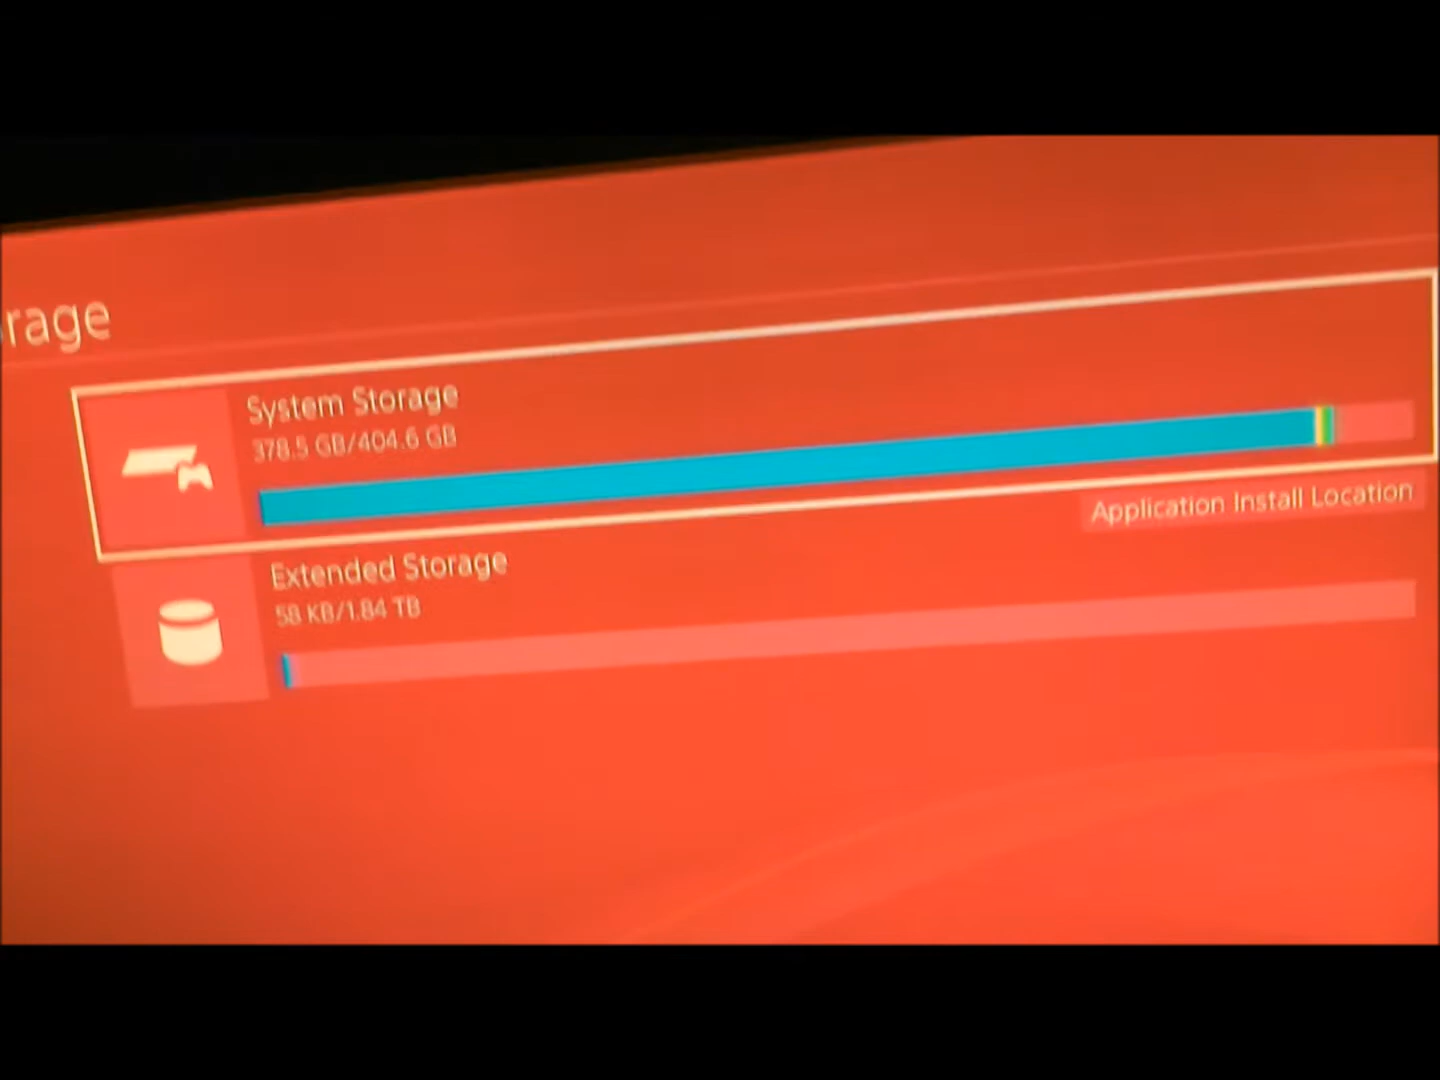 rage
System Storage
378.5 GB/404.6 GB
Application Install Location
Extended Storage
58 KB/1.84 TB